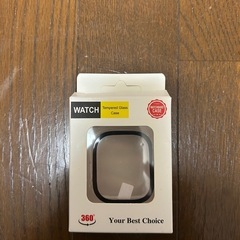 WATCH
Tempered Glass
Case
360°
Your Best Choice